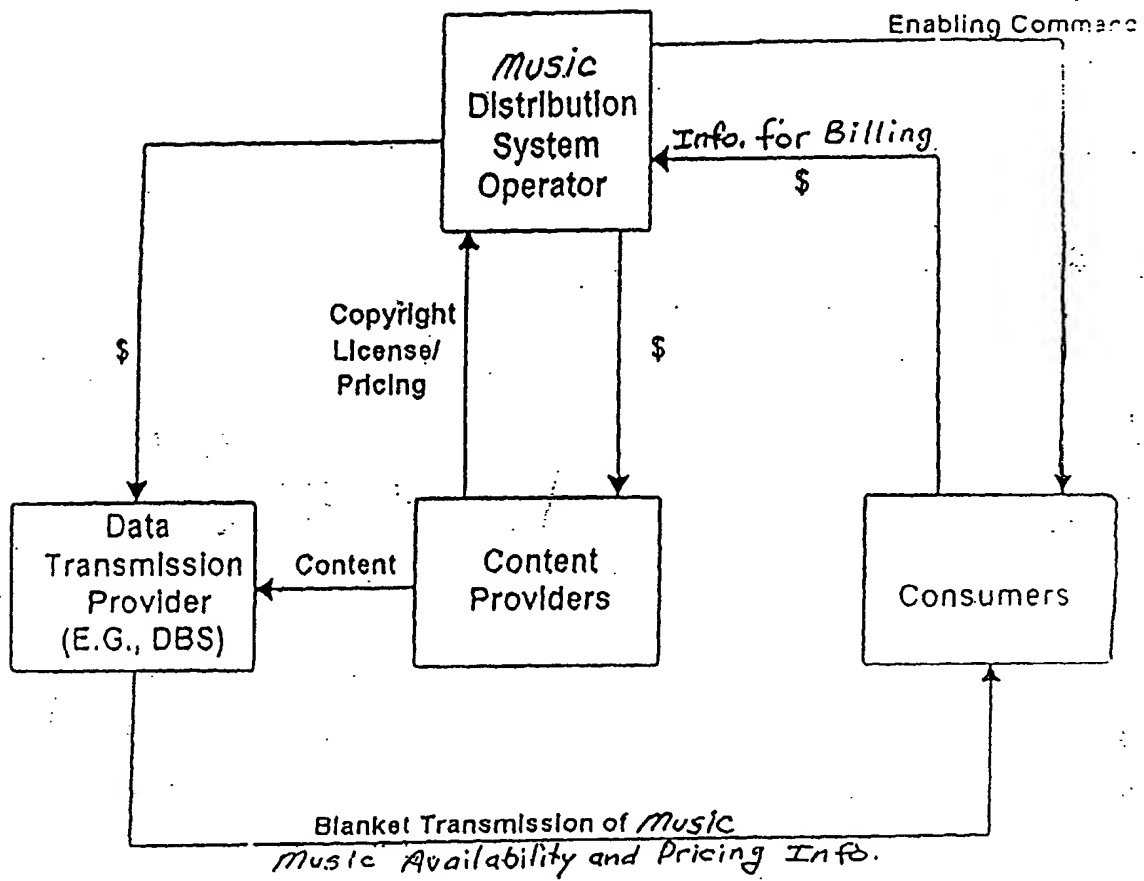 Enabling Command
Music
Distribution
System
Operator
Info. for Billing
$
Copyright
License/
Pricing
$
$
Data
Transmission
Provider
(E.G., DBS)
Content
Content
Providers
Consumers
Blanket Transmission of Music
Music Availability and Pricing Info.